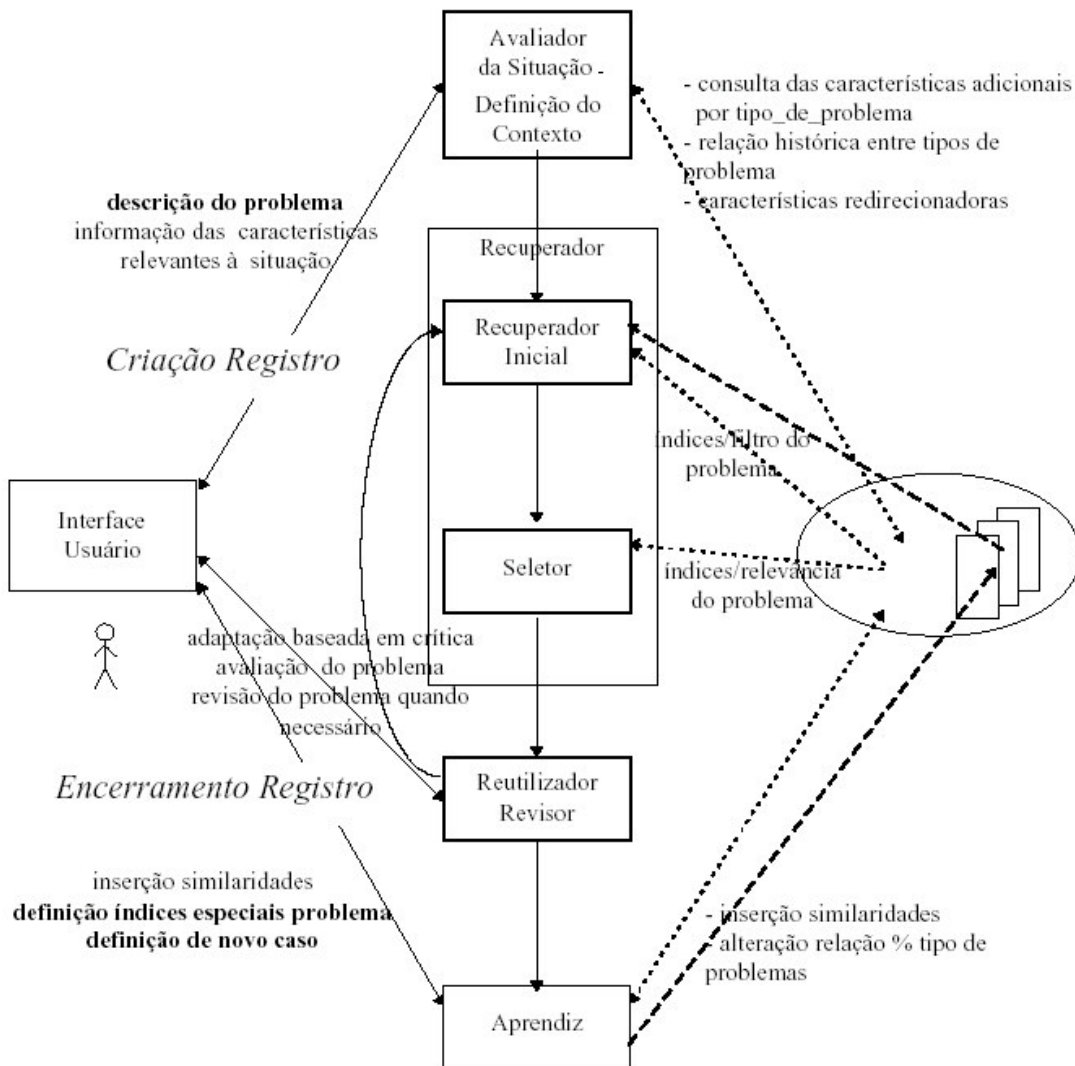 Avaliador
da Situação -
Definição do
Contexto
- consulta das característícas adicionais
por tipo_de_problema
- relação histórica entre tipos de
problema
- características redirecionadoras
descrição do problema
informação das características
relevantes à situação
Recuperador
Criação Registro
Recuperador
Inicial
índices/filtro do
problema
Interface
Usuário
Seletor
índices/relevância
do problema
adaptação baseada em crítica
avaliação do problema
revisão do problema quando
necessário
Encerramento Registro
Reutilizador
Revisor
inserção similaridades
definição índices especiais problema
definição de novo caso
- inserção similaridades
- alteração relação % tipo de
problemas
Aprendiz